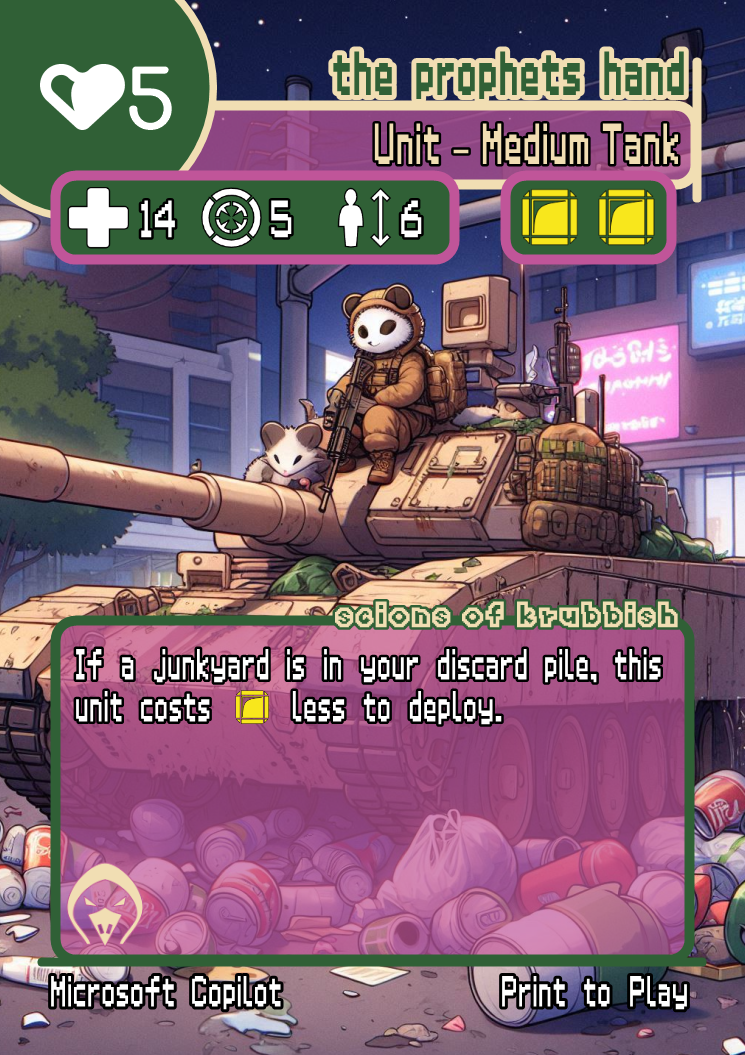 5
the prophets hand
Unit - Medium Tank
14 5 6
scions of krubbish
If a junkyard is in your discard pile, this
unit costs less to deploy.
Microsoft Copilot
Print to Play